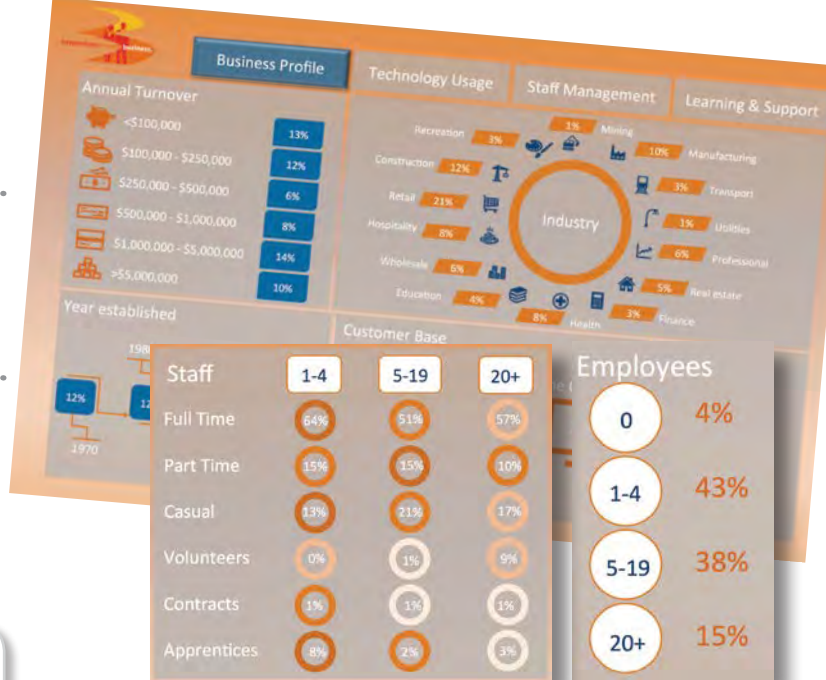 business.
Business Profile
Technology Usage
Staff Management
Learning & Support
Annual Turnover
<$100,000 13%
$100,000 - $250,000 12%
$250,000 - $500,000 6%
$500,000 - $1,000,000 8%
$1,000,000 - $5,000,000 14%
>$5,000,000 10%
Recreation 3%
1% Mining
10% Manufacturing
Construction 12%
3% Transport
Retail 21%
Industry
1% Utilities
Hospitality 8%
6% Professional
Wholesale 6%
5% Real estate
Education 4%
8% Health
3% Finance
Year established
12%
1970
Customer Base
Staff 1-4 5-19 20+
Full Time 64% 51% 57%
Part Time 15% 15% 10%
Casual 13% 21% 17%
Volunteers 0% 1% 9%
Contracts 1% 1% 1%
Apprentices 8% 2% 3%
Employees
0 4%
1-4 43%
5-19 38%
20+ 15%